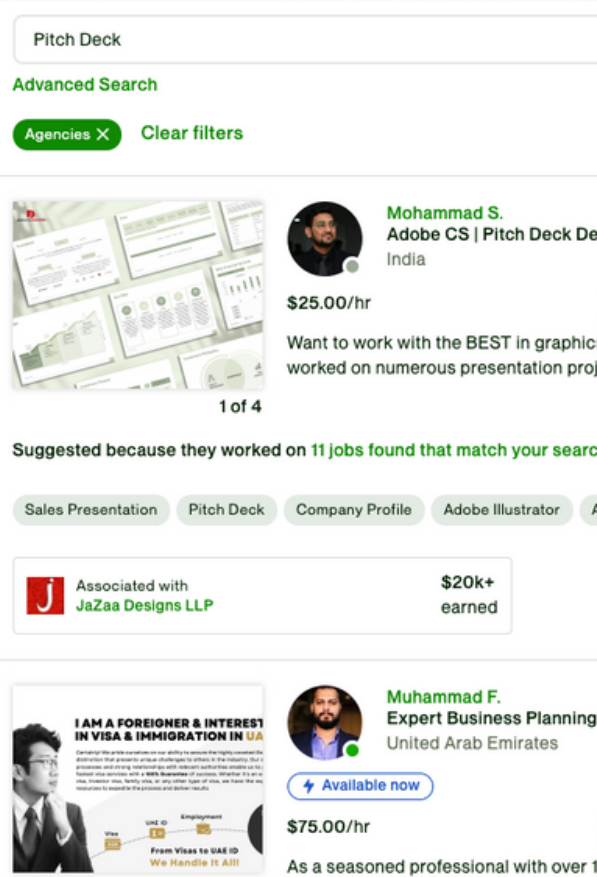 Pitch Deck
Advanced Search
Agencies
Clear filters
Mohammad S.
Adobe CS | Pitch Deck De
India
$25.00/hr
Want to work with the BEST in graphic
worked on numerous presentation proj
1 of 4
Suggested because they worked on 11 jobs found that match your searc
Sales Presentation
Pitch Deck
Company Profile
Adobe Illustrator
A
Associated with
JaZaa Designs LLP
$20k+
earned
I AM A FOREIGNER & INTEREST
IN VISA & IMMIGRATION IN UA
Visa
UAE ID
Employment
From Visas to UAE ID
We Handle It All!
Muhammad F.
Expert Business Planning
United Arab Emirates
Available now
$75.00/hr
As a seasoned professional with over 1